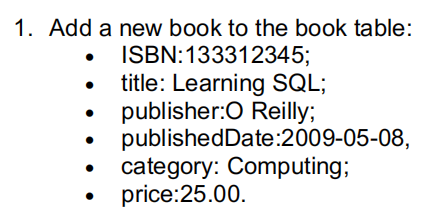 1. Add a new book to the book table:
• ISBN:133312345;
• title: Learning SQL;
• publisher:O Reilly;
• publishedDate:2009-05-08,
• category: Computing;
• price:25.00.